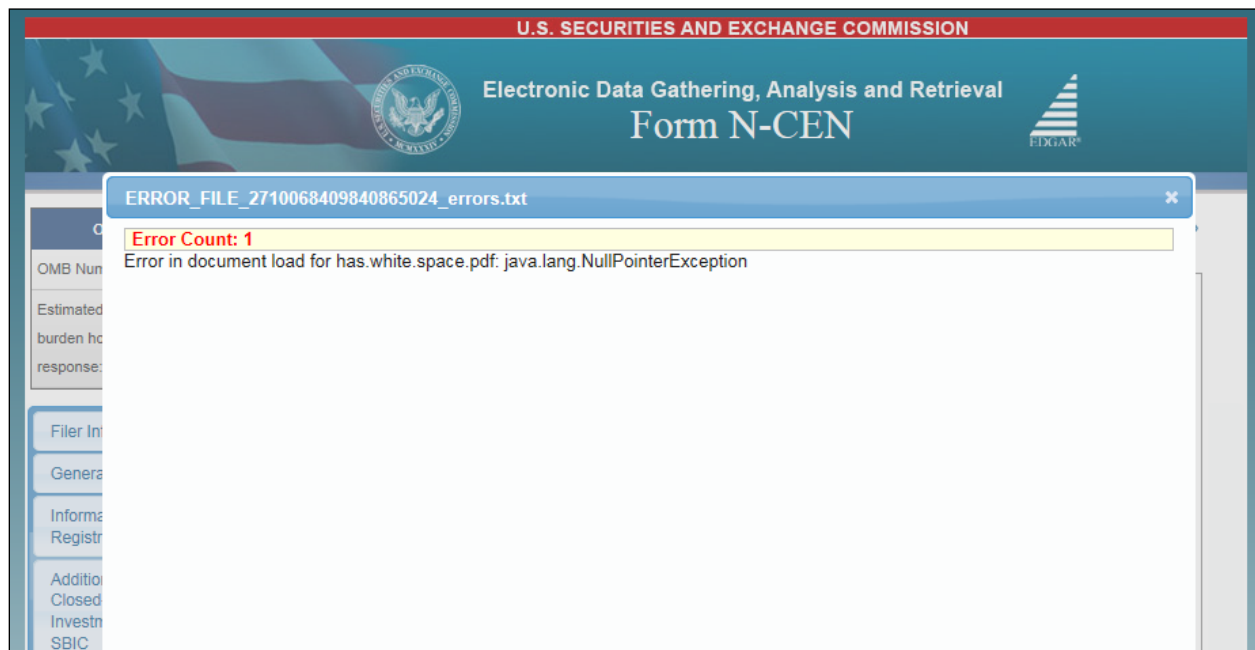 U.S. SECURITIES AND EXCHANGE COMMISSION
Electronic Data Gathering, Analysis and Retrieval
Form N-CEN
EDGAR®
ERROR_FILE_2710068409840865024_errors.txt
Error Count: 1
Error in document load for has.white.space.pdf: java.lang.NullPointerException
OMB Num
Estimated
burden ho
response:
Filer In
Genera
Informa
Registr
Additio
Closed
Investm
SBIC